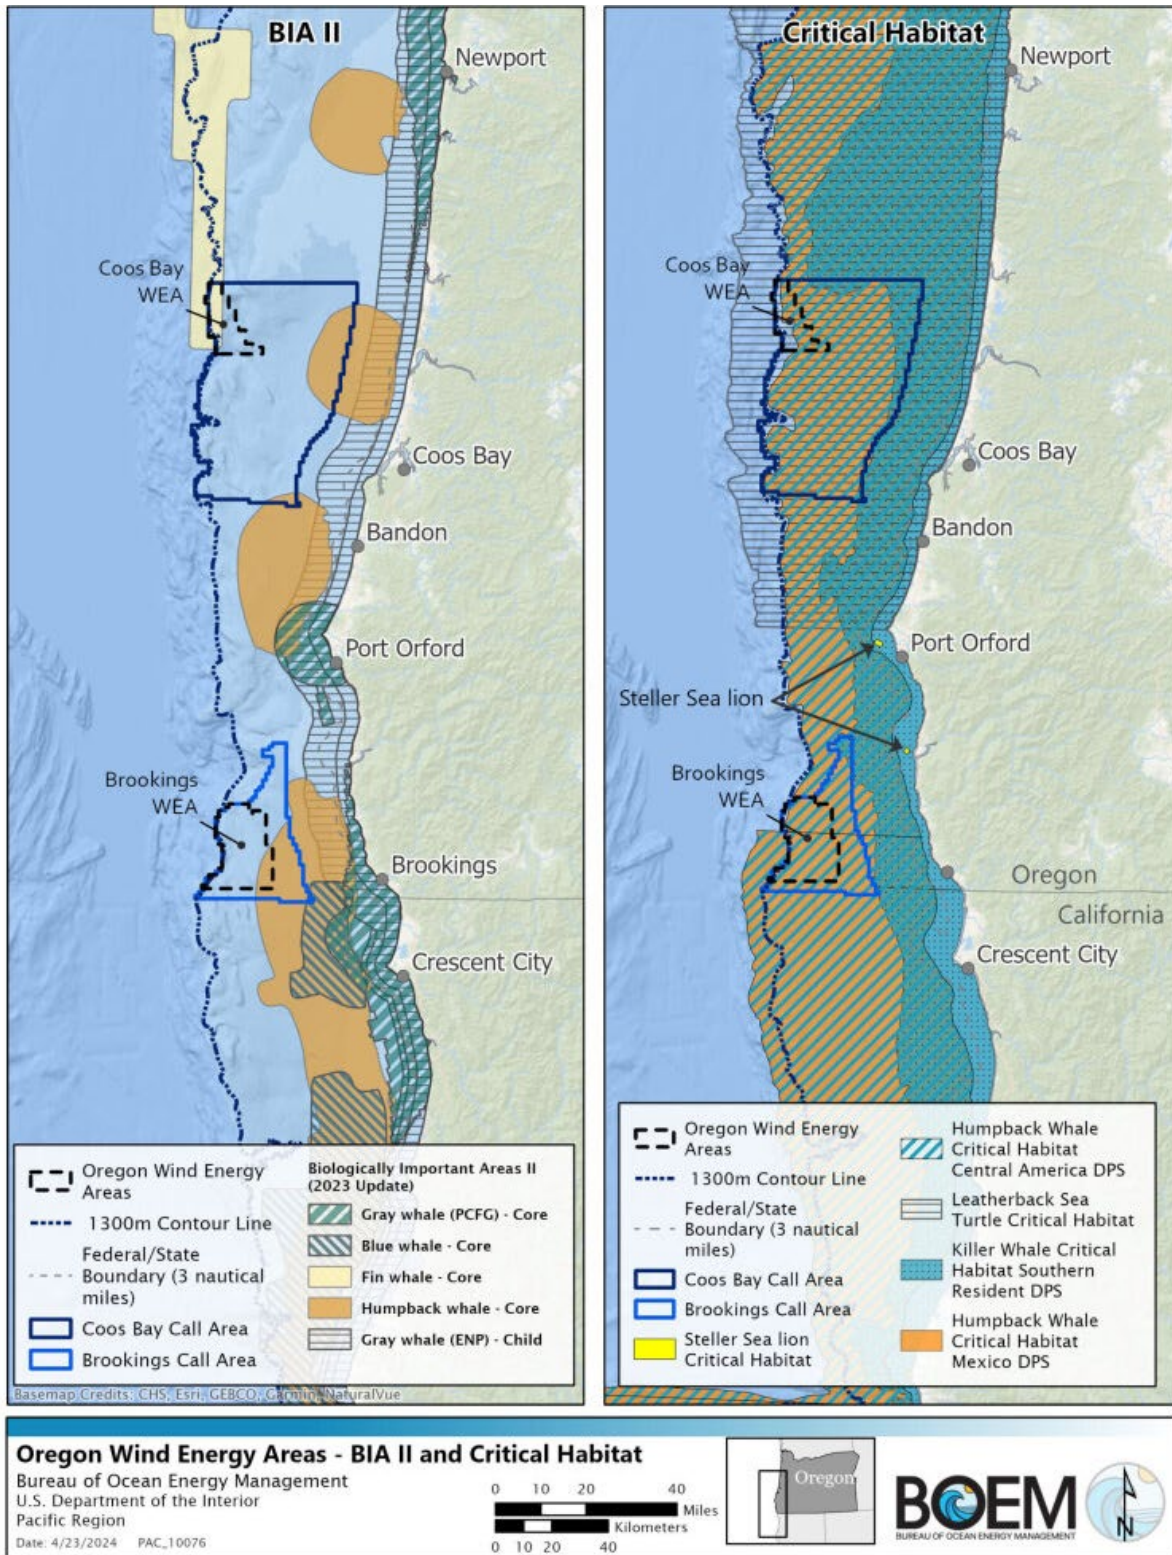 BIA II
Newport
Coos Bay
WEA
Coos Bay
Bandon
Port Orford
Brookings
WEA
Brookings
Crescent City
Oregon Wind Energy
Areas
1300m Contour Line
Federal/State
Boundary (3 nautical
miles)
Coos Bay Call Area
Brookings Call Area
Biologically Important Areas II
(2023 Update)
Gray whale (PCFG) - Core
Blue whale - Core
Fin whale - Core
Humpback whale - Core
Gray whale (ENP) - Child
Basemap Credits: CHS, Esri, GEBCO, Garmin, NaturalVue
Critical Habitat
Newport
Coos Bay
WEA
Coos Bay
Bandon
Port Orford
Steller Sea lion
Brookings
WEA
Oregon
California
Crescent City
Oregon Wind Energy
Areas
1300m Contour Line
Federal/State
Boundary (3 nautical
miles)
Coos Bay Call Area
Brookings Call Area
Steller Sea lion
Critical Habitat
Humpback Whale
Critical Habitat
Central America DPS
Leatherback Sea
Turtle Critical Habitat
Killer Whale Critical
Habitat Southern
Resident DPS
Humpback Whale
Critical Habitat
Mexico DPS
Oregon Wind Energy Areas - BIA II and Critical Habitat
Bureau of Ocean Energy Management
U.S. Department of the Interior
Pacific Region
Date: 4/23/2024 PAC_10076
0 10 20 40
Miles
Kilometers
0 10 20 40
Oregon
BOEM
BUREAU OF OCEAN ENERGY MANAGEMENT
N